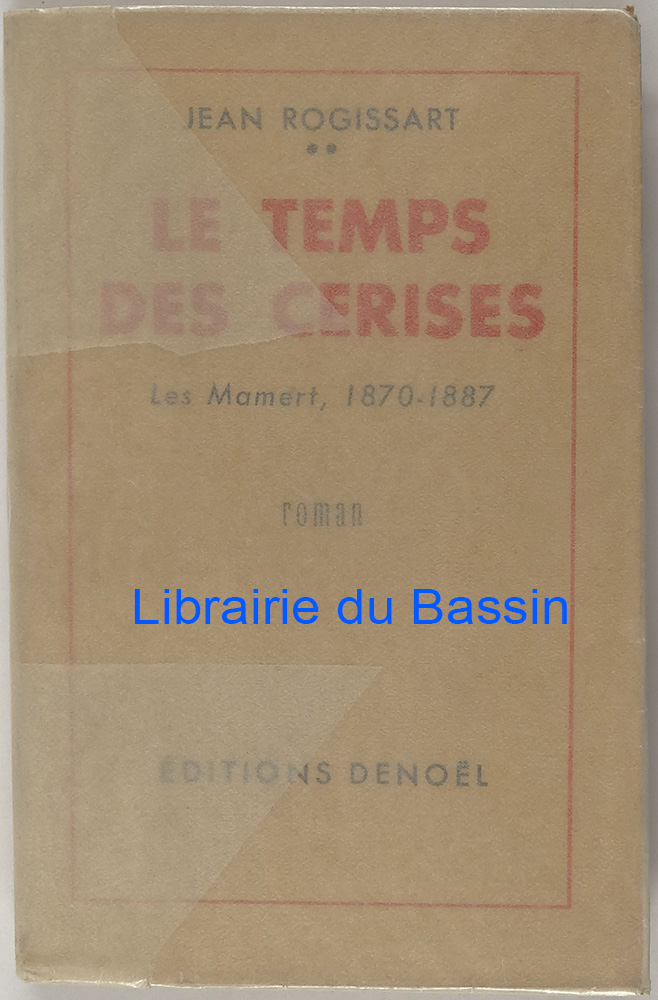 JEAN ROGISSART
**
LE TEMPS
DES CERISES
Les Mamert, 1870-1887
roman
Librairie du Bassin
ÉDITIONS DENOËL